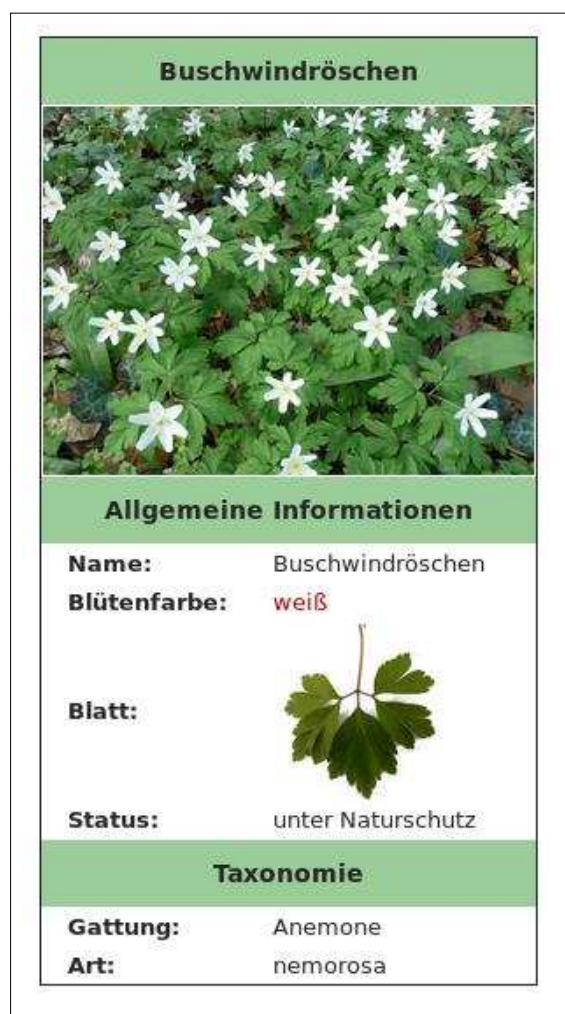 Buschwindröschen
Allgemeine Informationen
Name: Buschwindröschen
Blütenfarbe: weiß
Blatt:
Status: unter Naturschutz
Taxonomie
Gattung: Anemone
Art: nemorosa